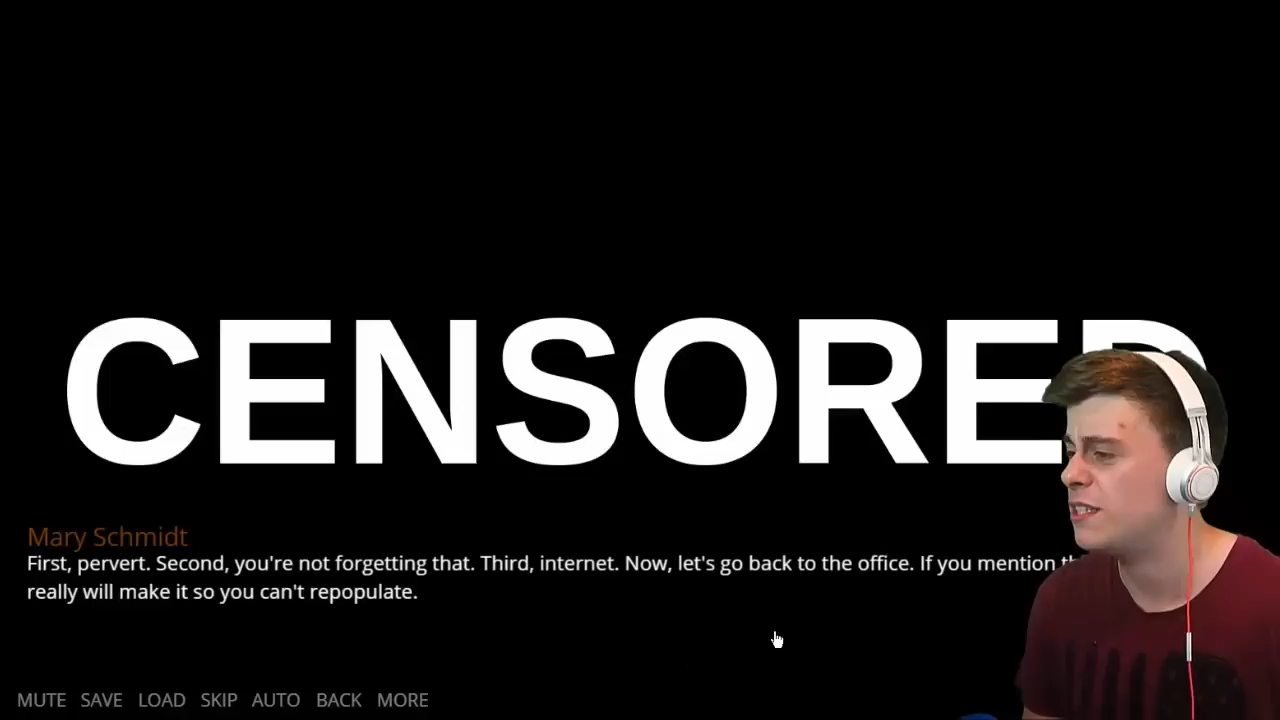 CENSORED
Mary Schmidt
First, pervert. Second, you're not forgetting that. Third, internet. Now, let's go back to the office. If you mention
really will make it so you can't repopulate.
MUTE SAVE LOAD SKIP AUTO BACK MORE